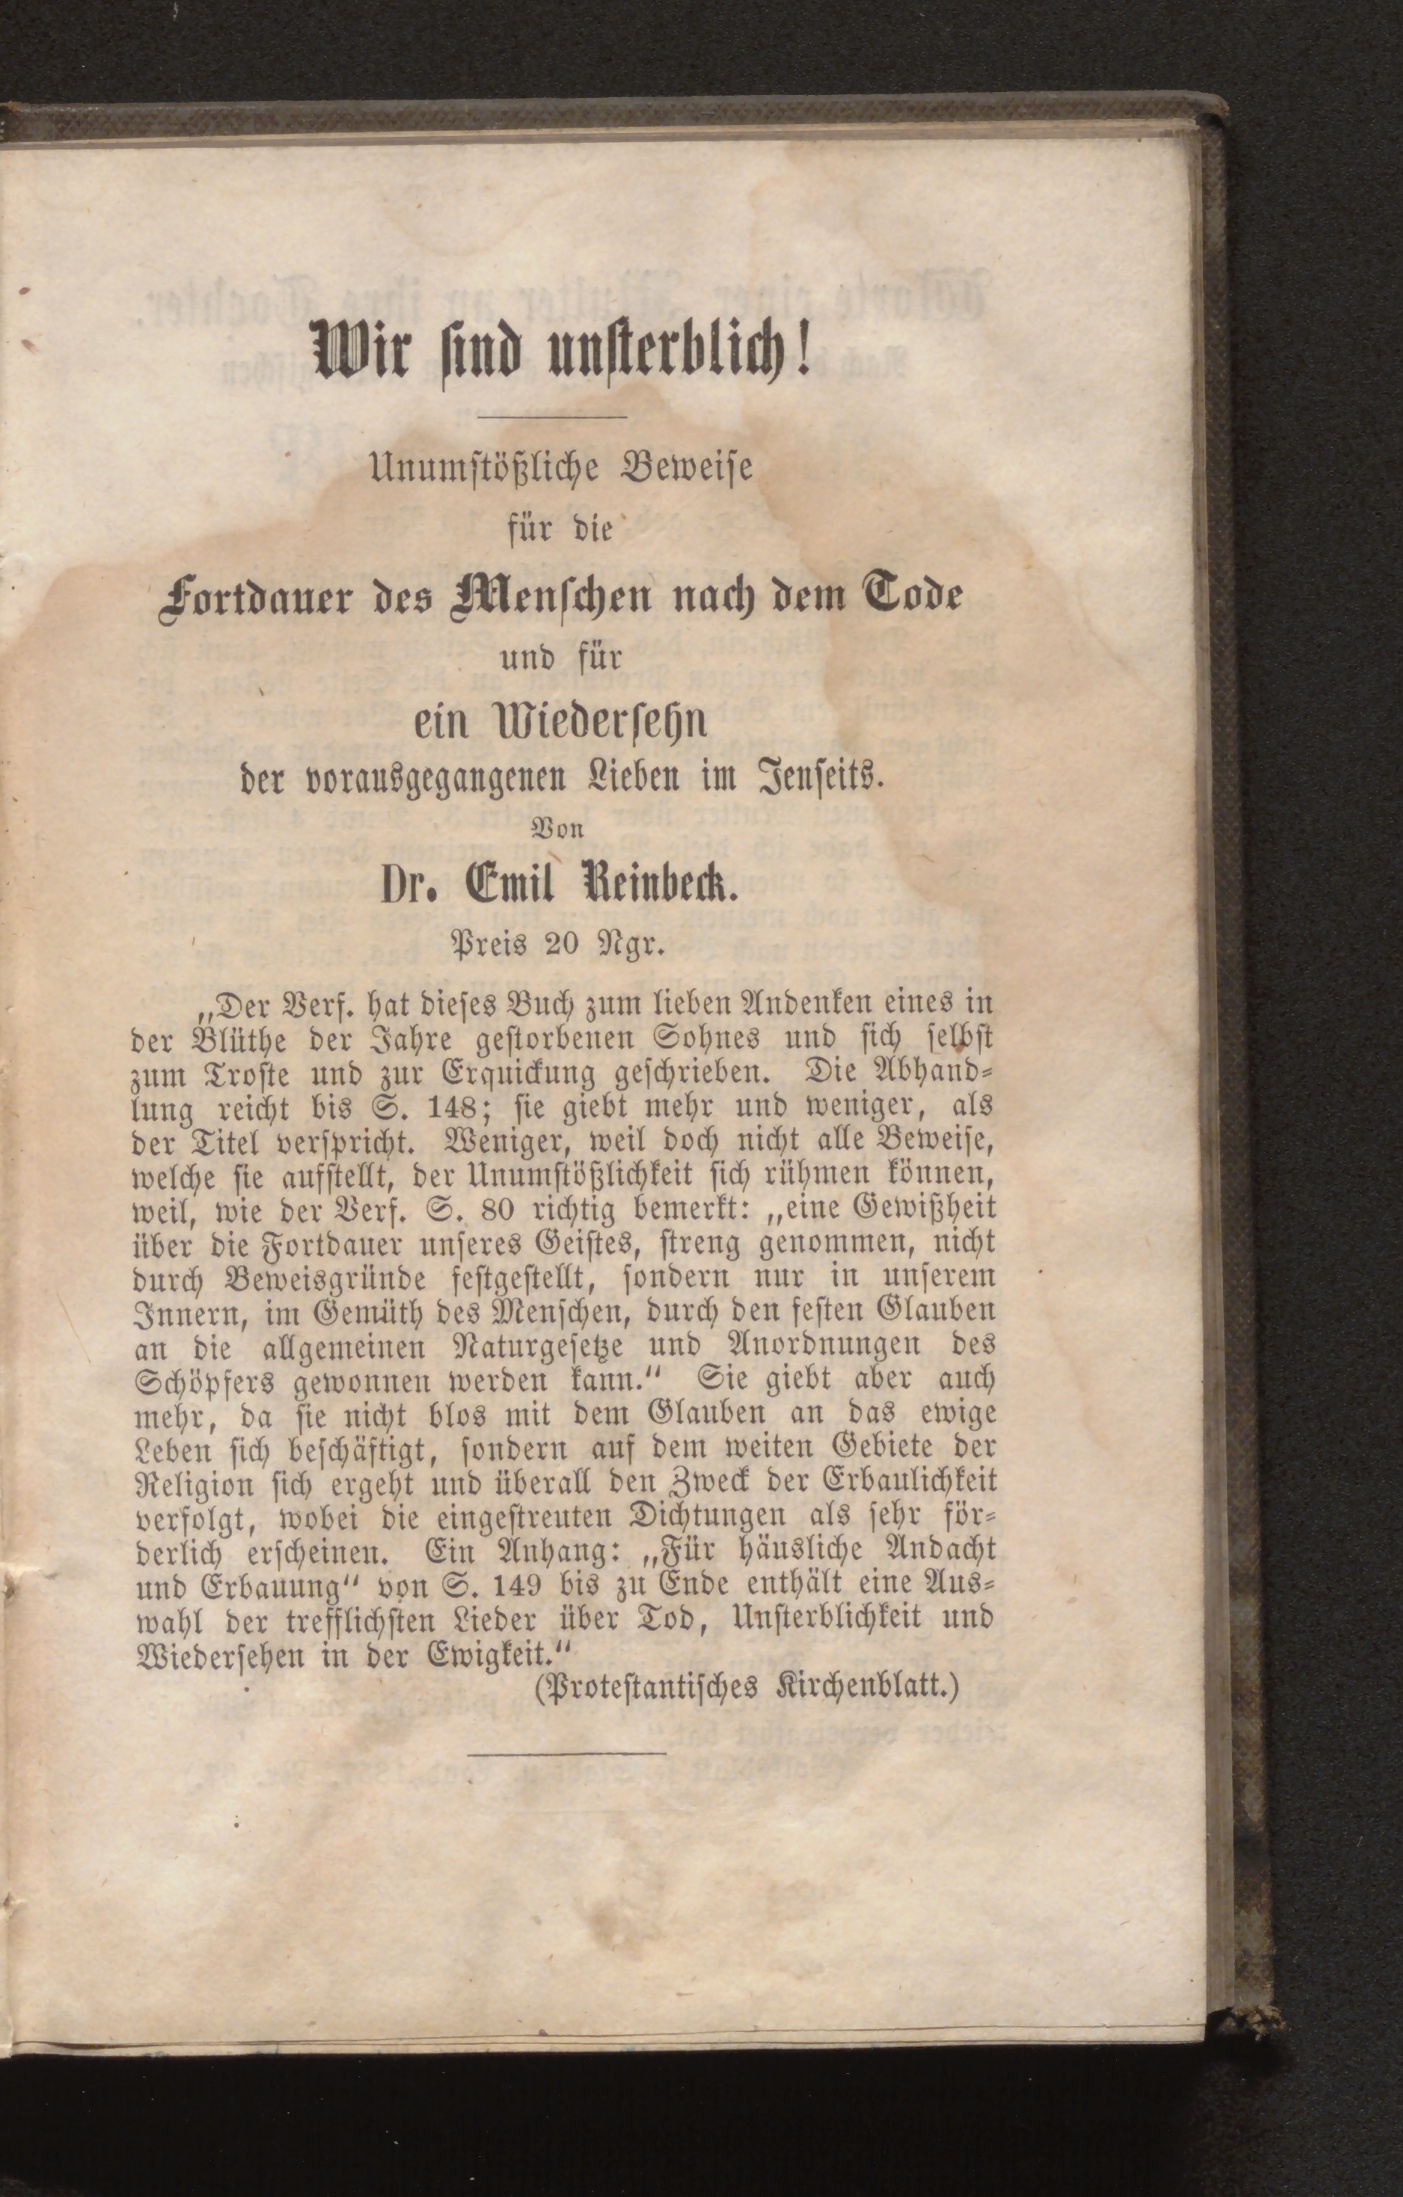 Wir sind unsterblich!
Unumstößliche Beweise
für die
Fortdauer des Menschen nach dem Tode
und für
ein Wiedersehn
der vorausgegangenen Lieben im Jenseits.
Von
Dr. Emil Reinbeck.
Preis 20 Ngr.
„Der Verf. hat dieses Buch zum lieben Andenken eines in
der Blüthe der Jahre gestorbenen Sohnes und sich selbst
zum Troste und zur Erquickung geschrieben. Die Abhand-
lung reicht bis S. 148; sie giebt mehr und weniger, als
der Titel verspricht. Weniger, weil doch nicht alle Beweise,
welche sie aufstellt, der Unumstößlichkeit sich rühmen können,
weil, wie der Verf. S. 80 richtig bemerkt: „eine Gewißheit
über die Fortdauer unseres Geistes, streng genommen, nicht
durch Beweisgründe festgestellt, sondern nur in unserem
Innern, im Gemüth des Menschen, durch den festen Glauben
an die allgemeinen Naturgesetze und Anordnungen des
Schöpfers gewonnen werden kann.“ Sie giebt aber auch
mehr, da sie nicht blos mit dem Glauben an das ewige
Leben sich beschäftigt, sondern auf dem weiten Gebiete der
Religion sich ergeht und überall den Zweck der Erbaulichkeit
verfolgt, wobei die eingestreuten Dichtungen als sehr för-
derlich erscheinen. Ein Anhang: „Für häusliche Andacht
und Erbauung“ von S. 149 bis zu Ende enthält eine Aus-
wahl der trefflichsten Lieder über Tod, Unsterblichkeit und
Wiedersehen in der Ewigkeit.“
(Protestantisches Kirchenblatt.)